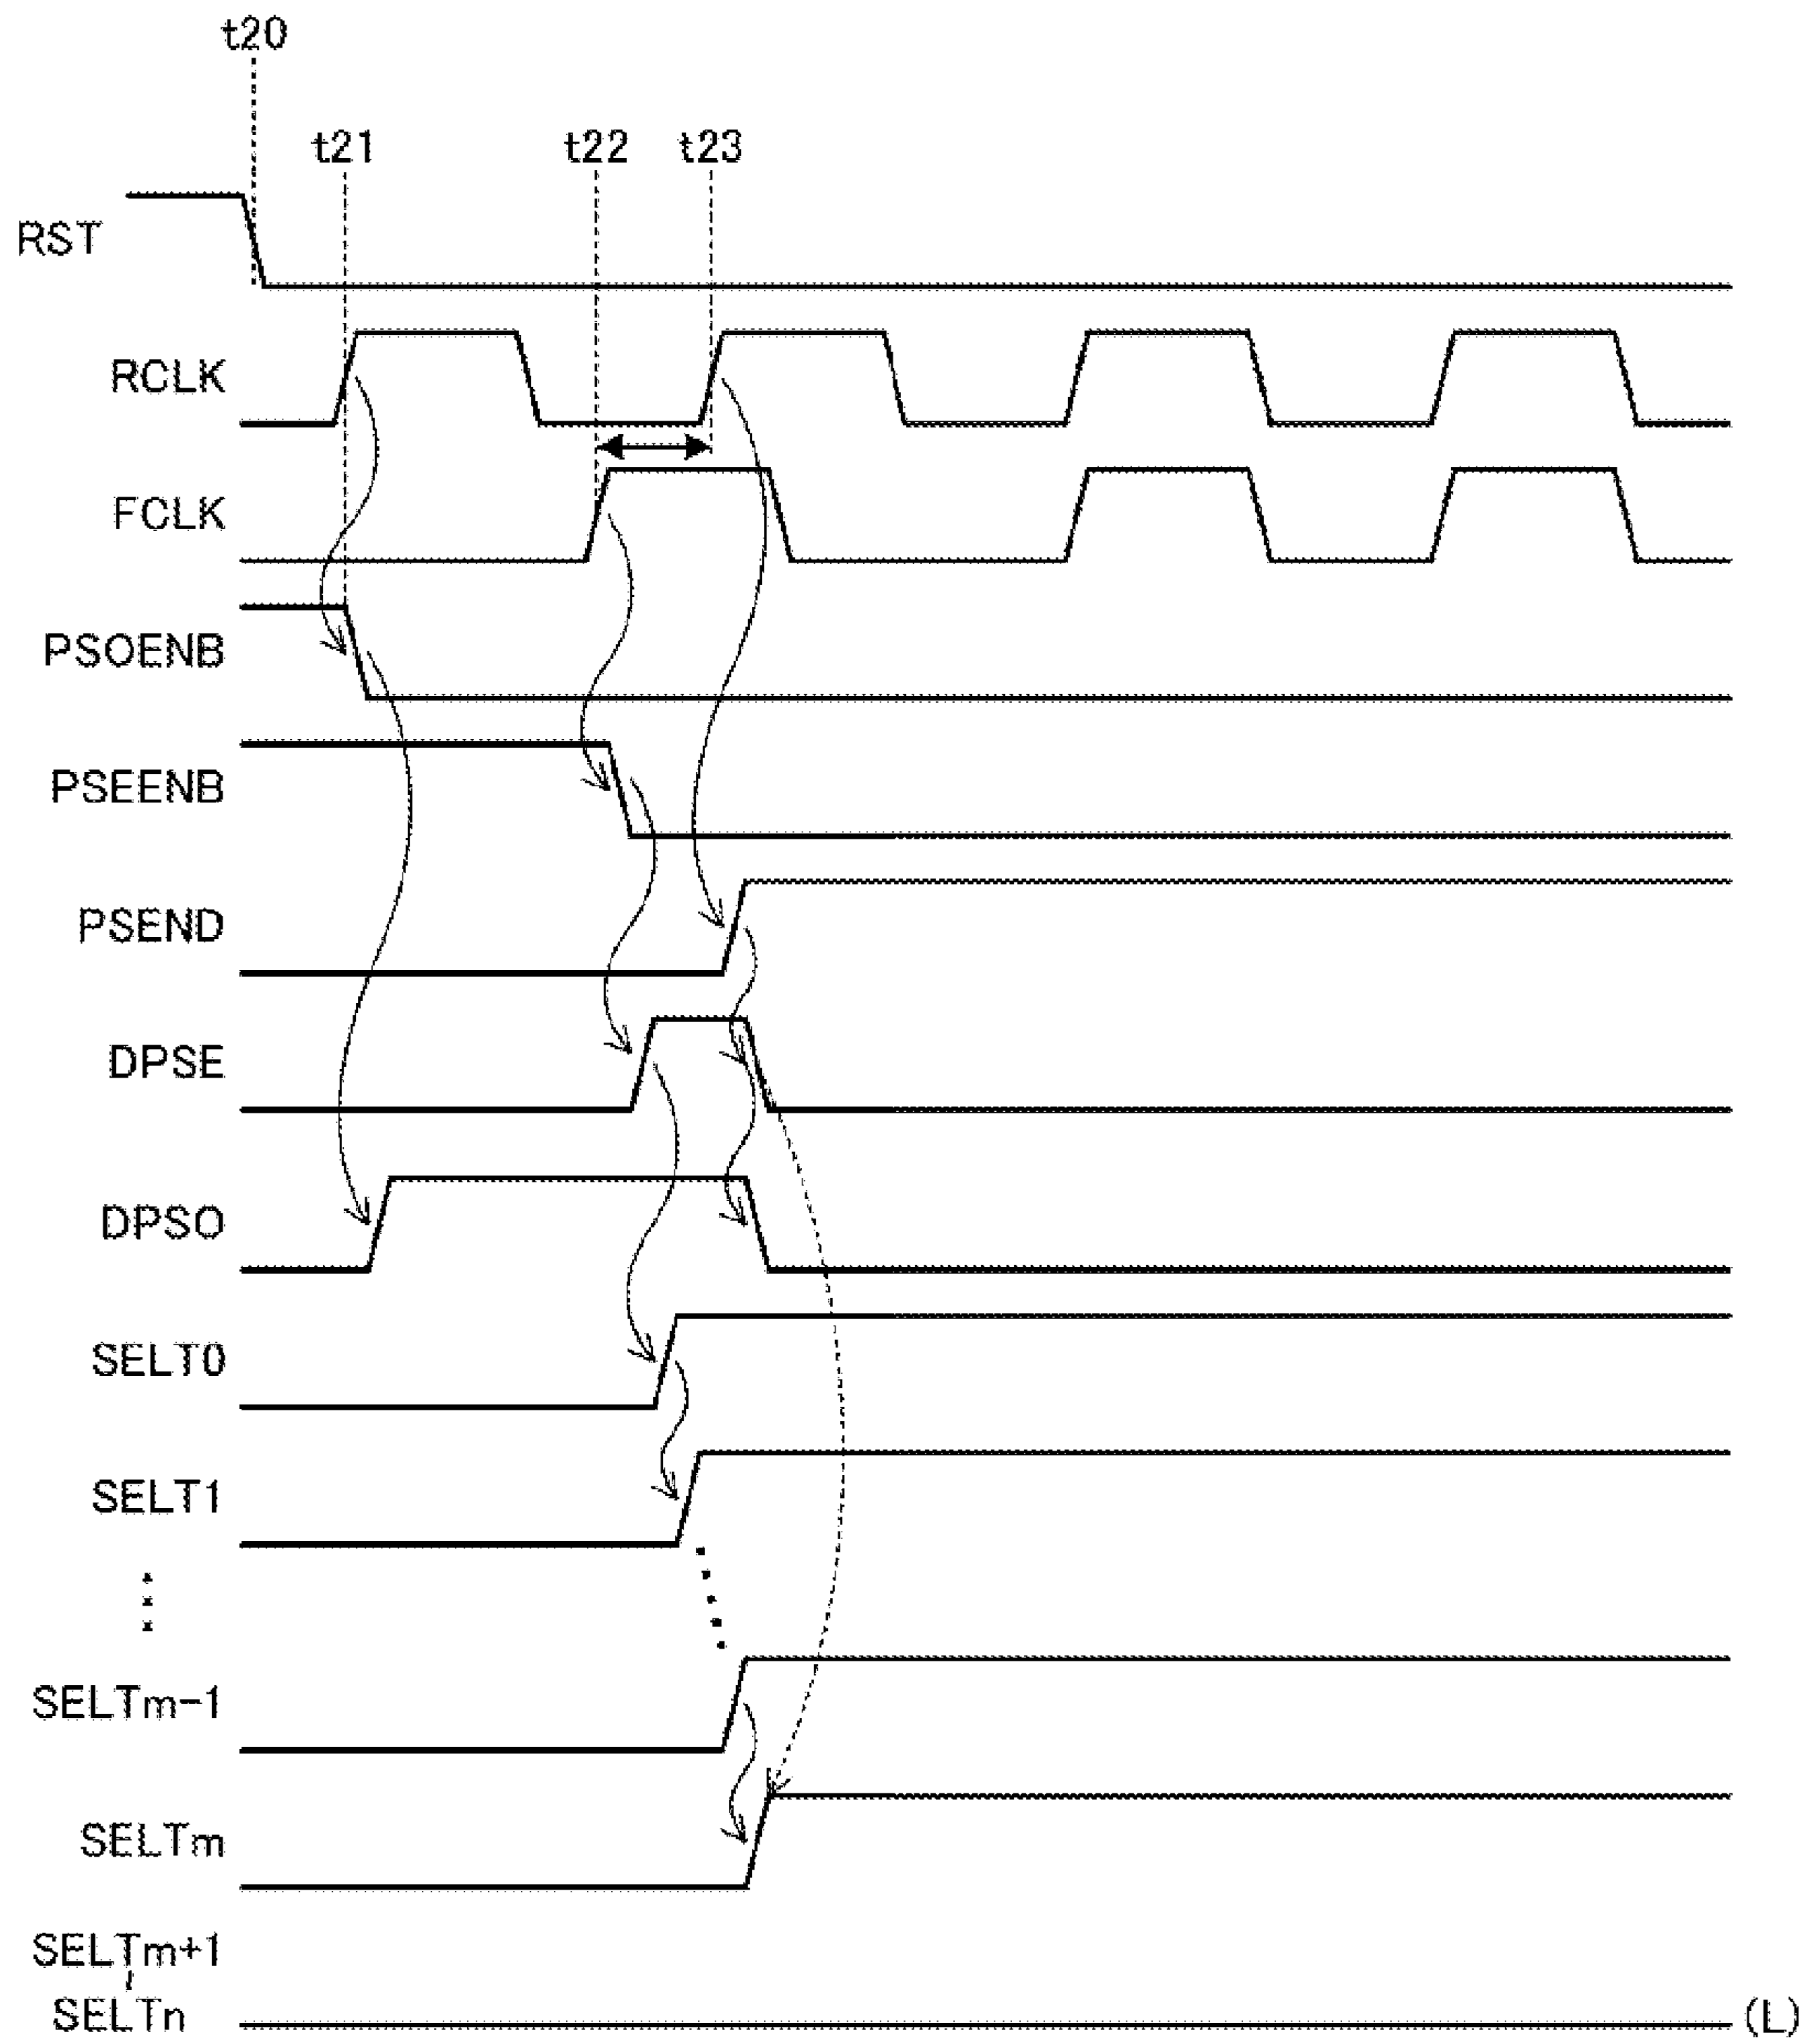 t20
t21 t22 t23
RST
RCLK
FCLK
PSOENB
PSEENB
PSEND
DPSE
DPSO
SELT0
SELT1
SELTm-1
SELTm
SELTm+1
SELTn (L)